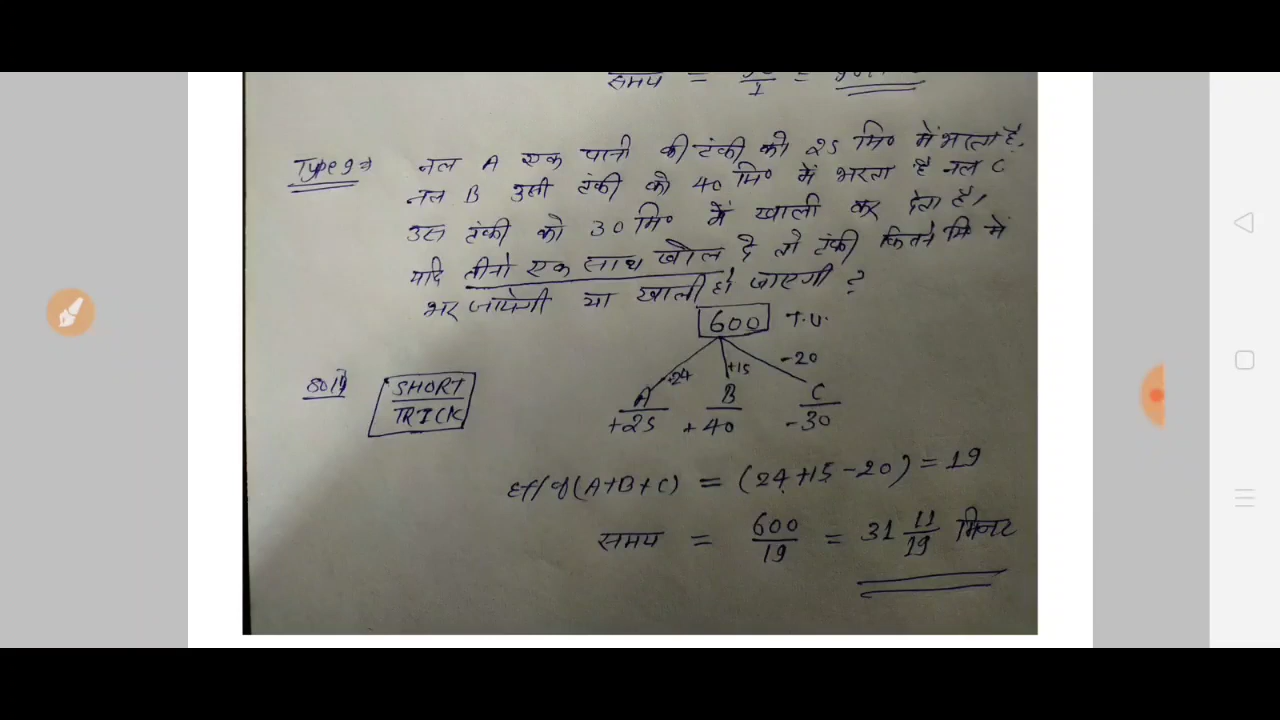 समय =
Type 9 ⇒ नल A एक पानी की टंकी को 25 मि० में भरता है,
नल B उसी टंकी को 40 मि० में भरता है नल C
उस टंकी को 30 मि० में खाली कर देता है,
यदि तीनो एक साथ खोल दे तो टंकी कितने मि में
भर जायेगी या खाली हो जाएगी ?
600 T.U.
+24 +15 -20
Solⁿ SHORT TRICK
A B C
+25 +40 -30
eff of (A+B+C) = (24+15-20) = 19
समय = 600/19 = 31 11/19 मिनट